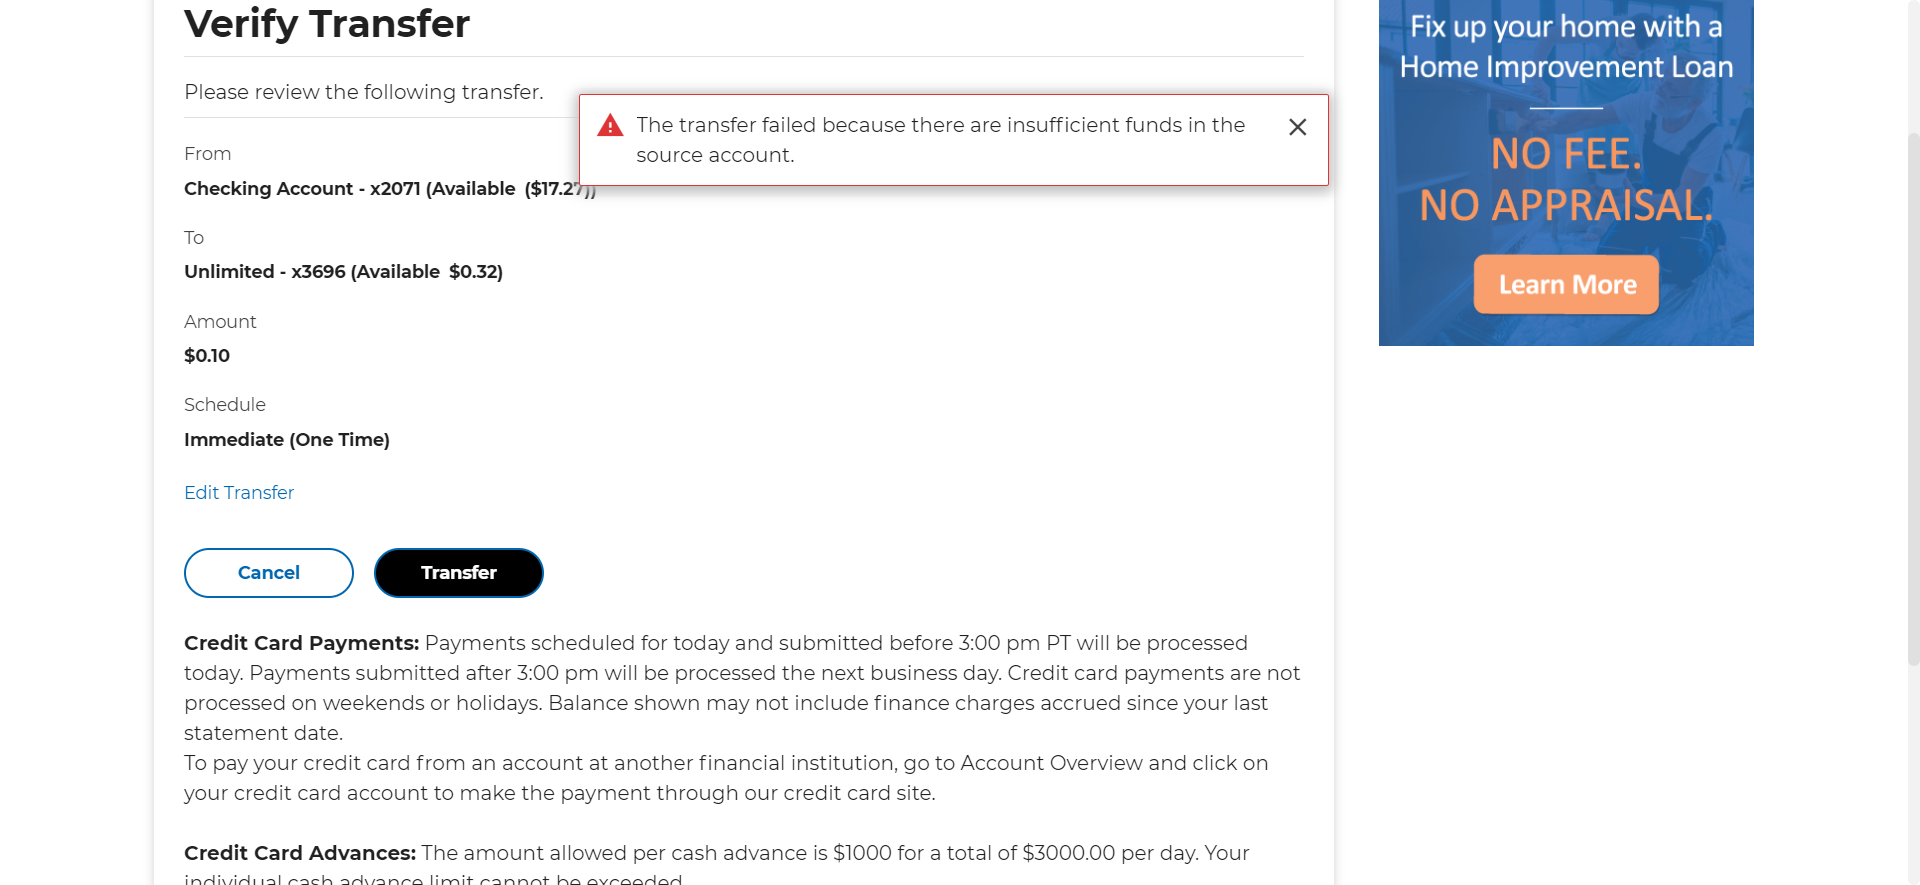 Verify Transfer
Please review the following transfer.
The transfer failed because there are insufficient funds in the
source account.
From
Checking Account - x2071 (Available ($17.27))
To
Unlimited - x3696 (Available $0.32)
Amount
$0.10
Schedule
Immediate (One Time)
Edit Transfer
Cancel
Transfer
Credit Card Payments: Payments scheduled for today and submitted before 3:00 pm PT will be processed
today. Payments submitted after 3:00 pm will be processed the next business day. Credit card payments are not
processed on weekends or holidays. Balance shown may not include finance charges accrued since your last
statement date.
To pay your credit card from an account at another financial institution, go to Account Overview and click on
your credit card account to make the payment through our credit card site.
Credit Card Advances: The amount allowed per cash advance is $1000 for a total of $3000.00 per day. Your
individual cash advance limit cannot be exceeded.
Fix up your home with a
Home Improvement Loan
NO FEE.
NO APPRAISAL.
Learn More